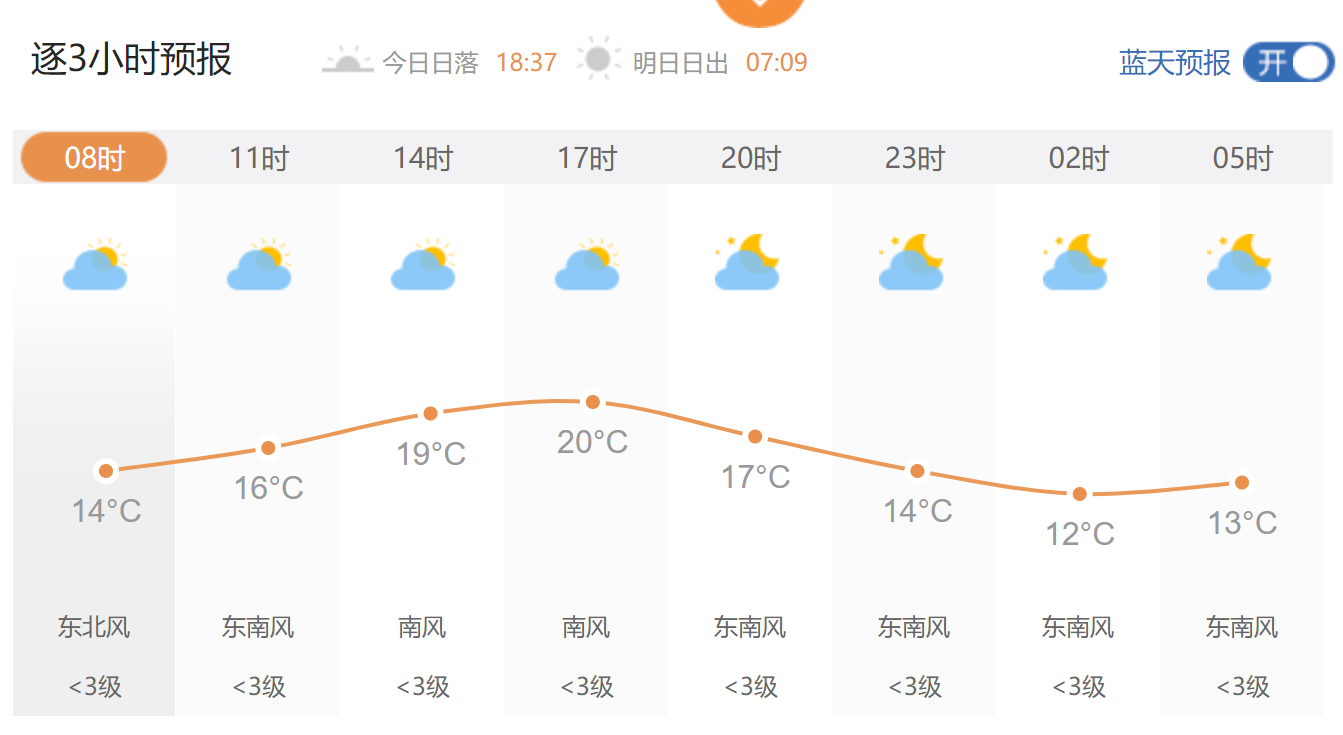 逐3小时预报 今日日落 18:37 明日日出 07:09 蓝天预报 开
08时 11时 14时 17时 20时 23时 02时 05时
14°C 16°C 19°C 20°C 17°C 14°C 12°C 13°C
东北风 东南风 南风 南风 东南风 东南风 东南风 东南风
<3级 <3级 <3级 <3级 <3级 <3级 <3级 <3级